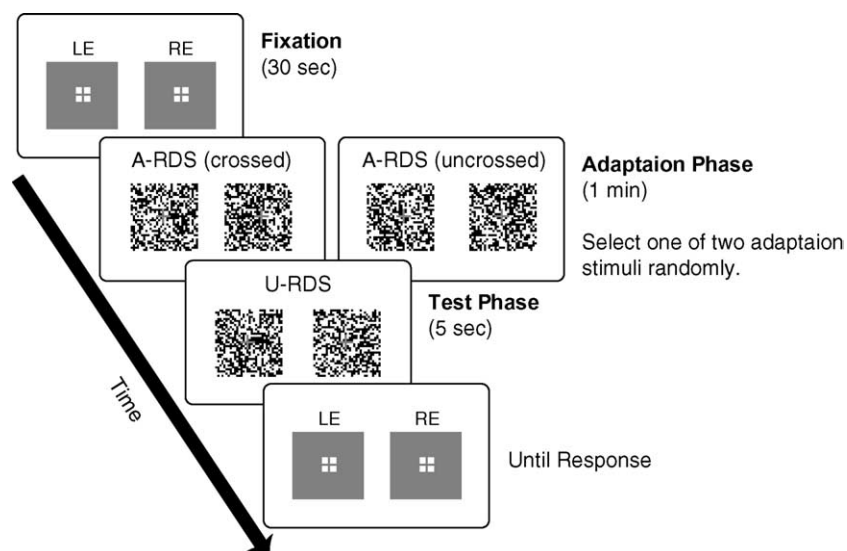 LE RE
Fixation
(30 sec)
A-RDS (crossed)
A-RDS (uncrossed)
Adaptaion Phase
(1 min)
Select one of two adaptaion
stimuli randomly.
U-RDS
Test Phase
(5 sec)
Time
LE RE
Until Response